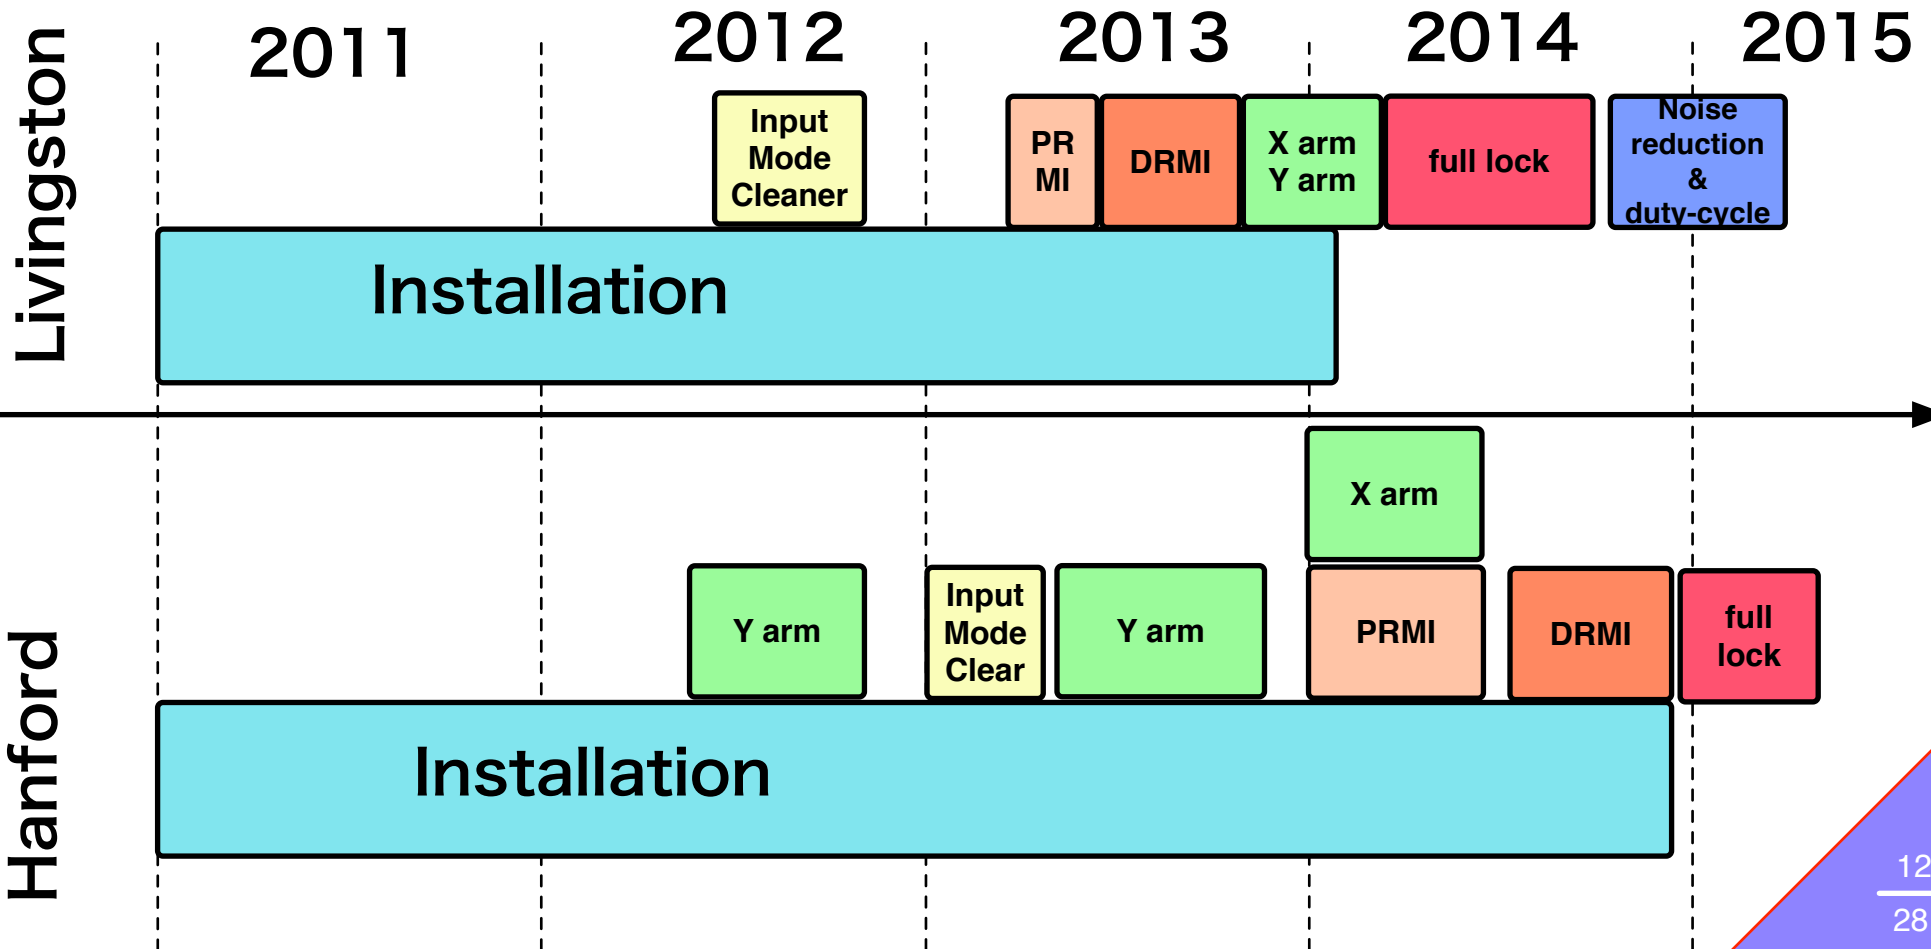 2011
2012
2013
2014
2015
Livingston
Input
Mode
Cleaner
PR
MI
DRMI
X arm
Y arm
full lock
Noise
reduction
&
duty-cycle
Installation
Hanford
X arm
Y arm
Input
Mode
Clear
Y arm
PRMI
DRMI
full
lock
Installation
12
28